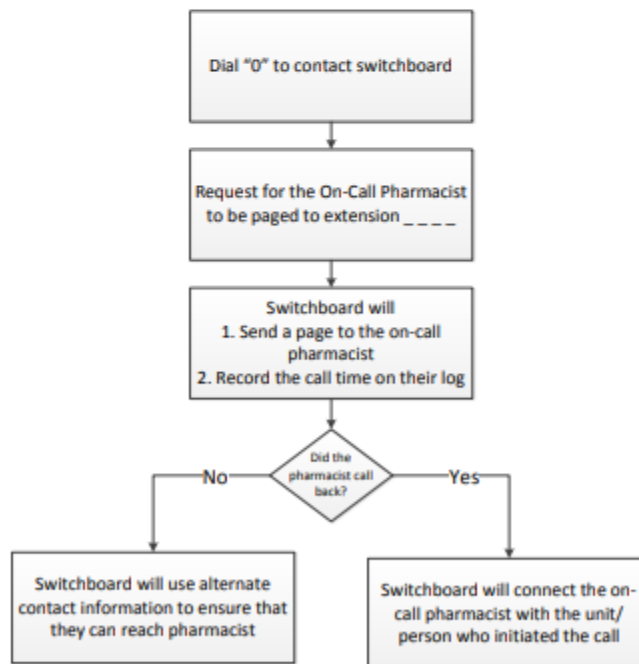 Dial “0” to contact switchboard
Request for the On-Call Pharmacist
to be paged to extension _ _ _ _
Switchboard will
1. Send a page to the on-call
pharmacist
2. Record the call time on their log
Did the
pharmacist call
back?
No
Yes
Switchboard will use alternate
contact information to ensure that
they can reach pharmacist
Switchboard will connect the on-
call pharmacist with the unit/
person who initiated the call